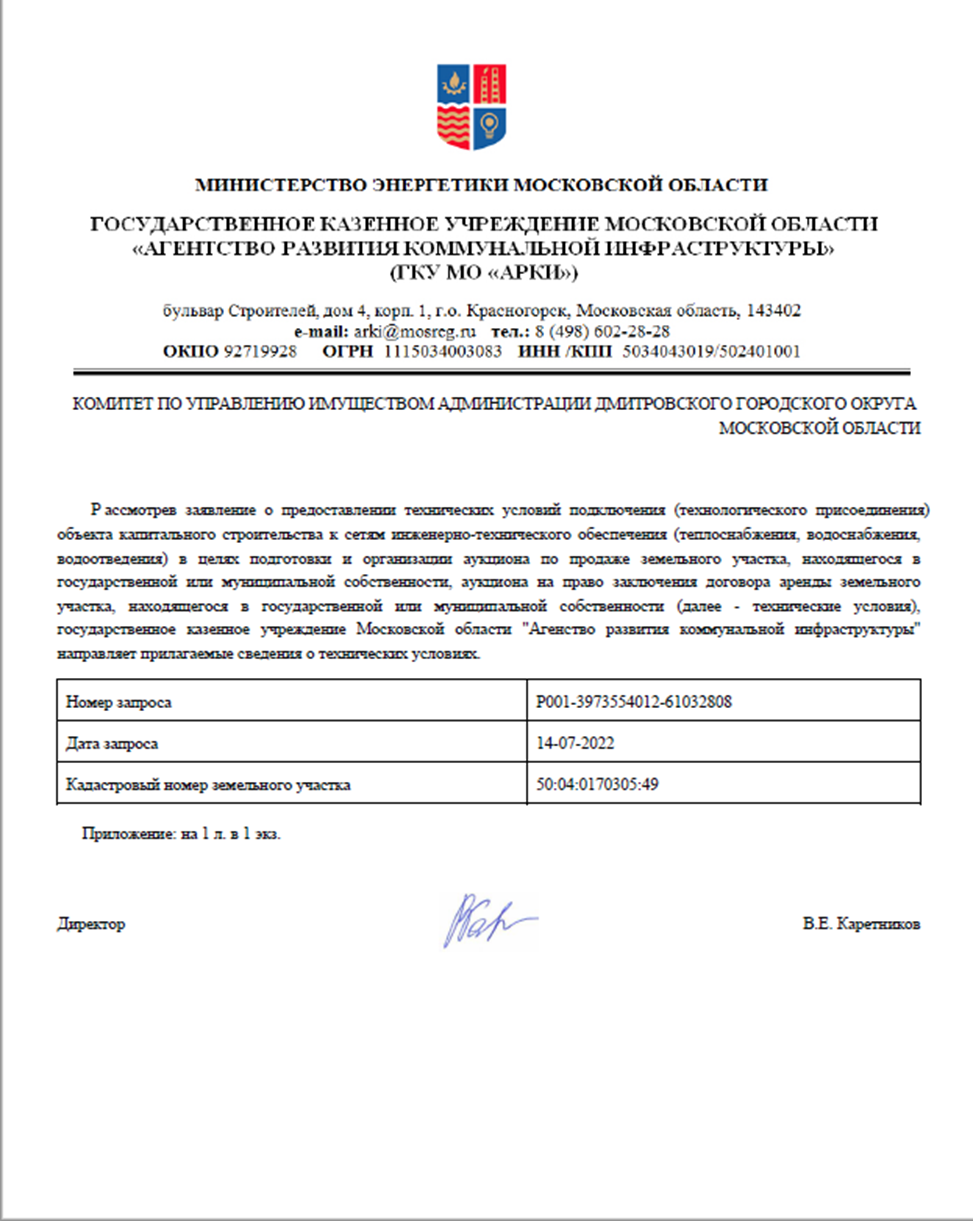 МИНИСТЕРСТВО ЭНЕРГЕТИКИ МОСКОВСКОЙ ОБЛАСТИ
ГОСУДАРСТВЕННОЕ КАЗЕННОЕ УЧРЕЖДЕНИЕ МОСКОВСКОЙ ОБЛАСТИ
«АГЕНТСТВО РАЗВИТИЯ КОММУНАЛЬНОЙ ИНФРАСТРУКТУРЫ»
(ГКУ МО «АРКИ»)
бульвар Строителей, дом 4, корп. 1, г.о. Красногорск, Московская область, 143402
e-mail: arki@mosreg.ru тел.: 8 (498) 602-28-28
ОКПО 92719928 ОГРН 1115034003083 ИНН /КПП 5034043019/502401001
КОМИТЕТ ПО УПРАВЛЕНИЮ ИМУЩЕСТВОМ АДМИНИСТРАЦИИ ДМИТРОВСКОГО ГОРОДСКОГО ОКРУГА
МОСКОВСКОЙ ОБЛАСТИ
Рассмотрев заявление о предоставлении технических условий подключения (технологического присоединения)
объекта капитального строительства к сетям инженерно-технического обеспечения (теплоснабжения, водоснабжения,
водоотведения) в целях подготовки и организации аукциона по продаже земельного участка, находящегося в
государственной или муниципальной собственности, аукциона на право заключения договора аренды земельного
участка, находящегося в государственной или муниципальной собственности (далее - технические условия),
государственное казенное учреждение Московской области "Агенство развития коммунальной инфраструктуры"
направляет прилагаемые сведения о технических условиях.
Номер запроса P001-3973554012-61032808
Дата запроса 14-07-2022
Кадастровый номер земельного участка 50:04:0170305:49
Приложение: на 1 л. в 1 экз.
Директор В.Е. Каретников